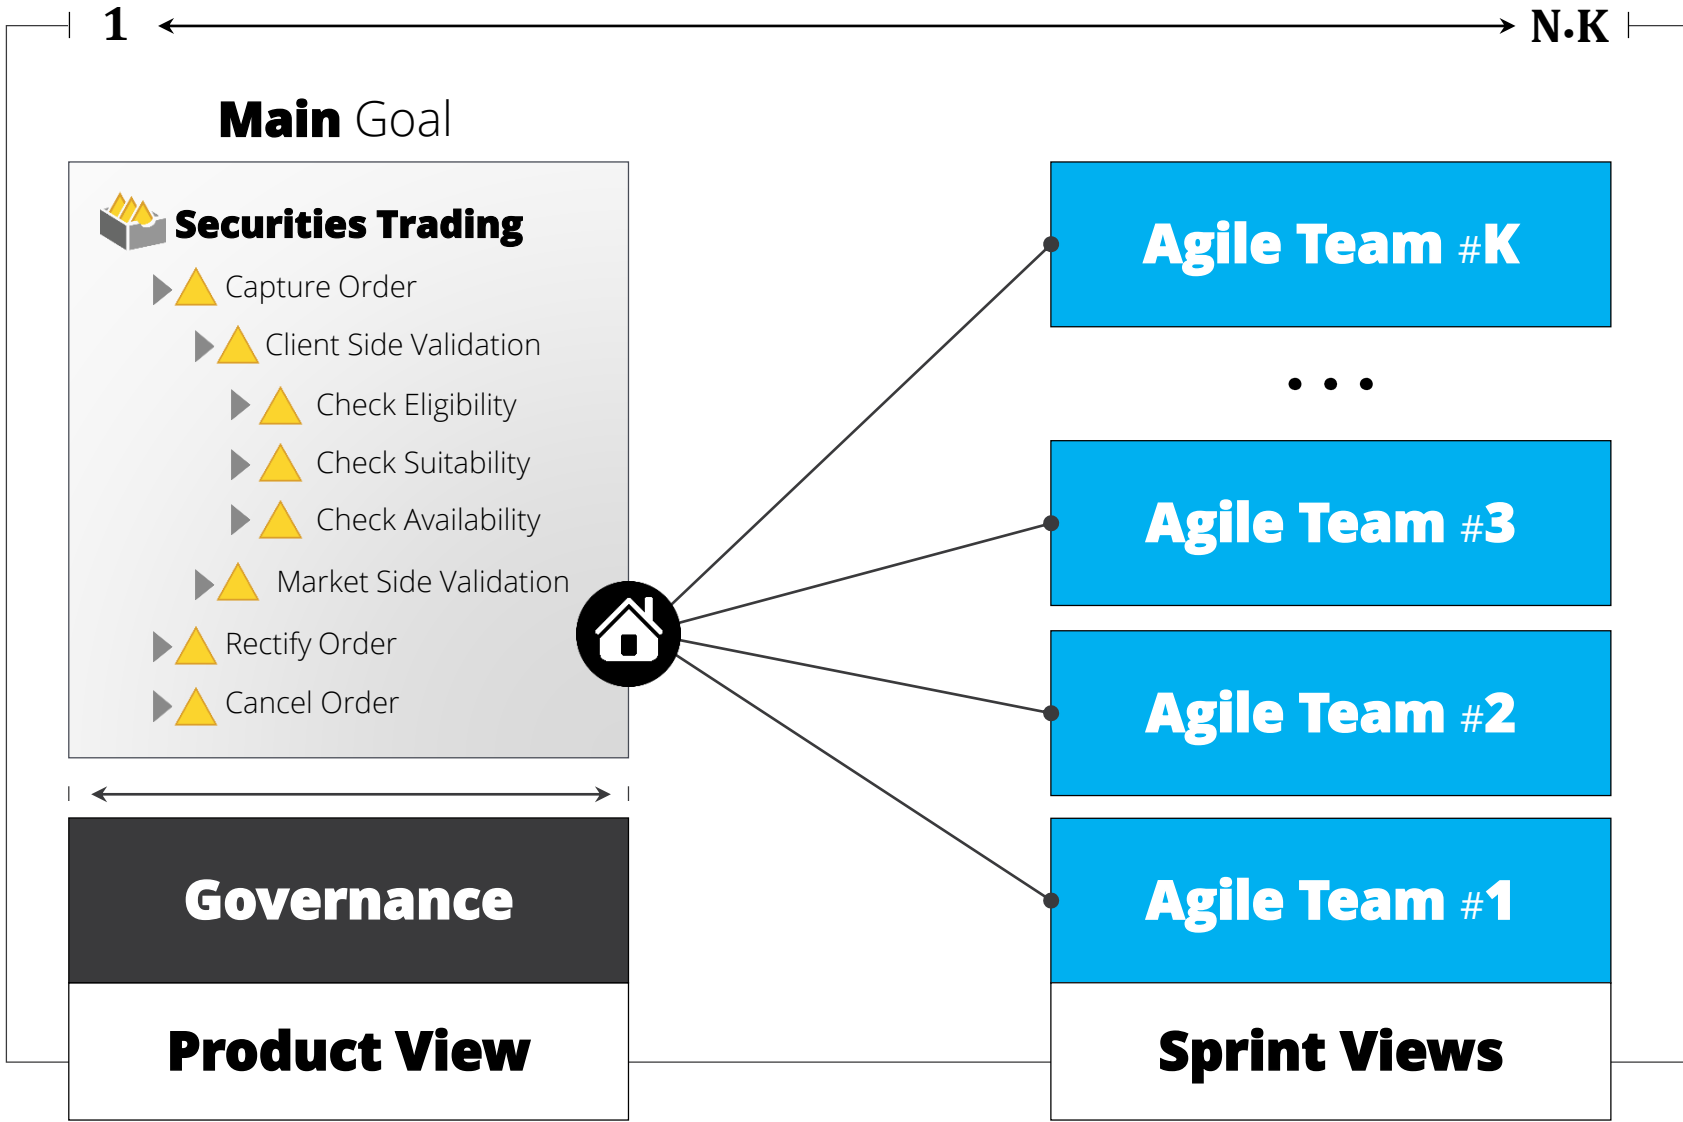 1 N.K
Main Goal
Securities Trading
Capture Order
Client Side Validation
Check Eligibility
Check Suitability
Check Availability
Market Side Validation
Rectify Order
Cancel Order
Governance
Product View
Agile Team #K
• • •
Agile Team #3
Agile Team #2
Agile Team #1
Sprint Views